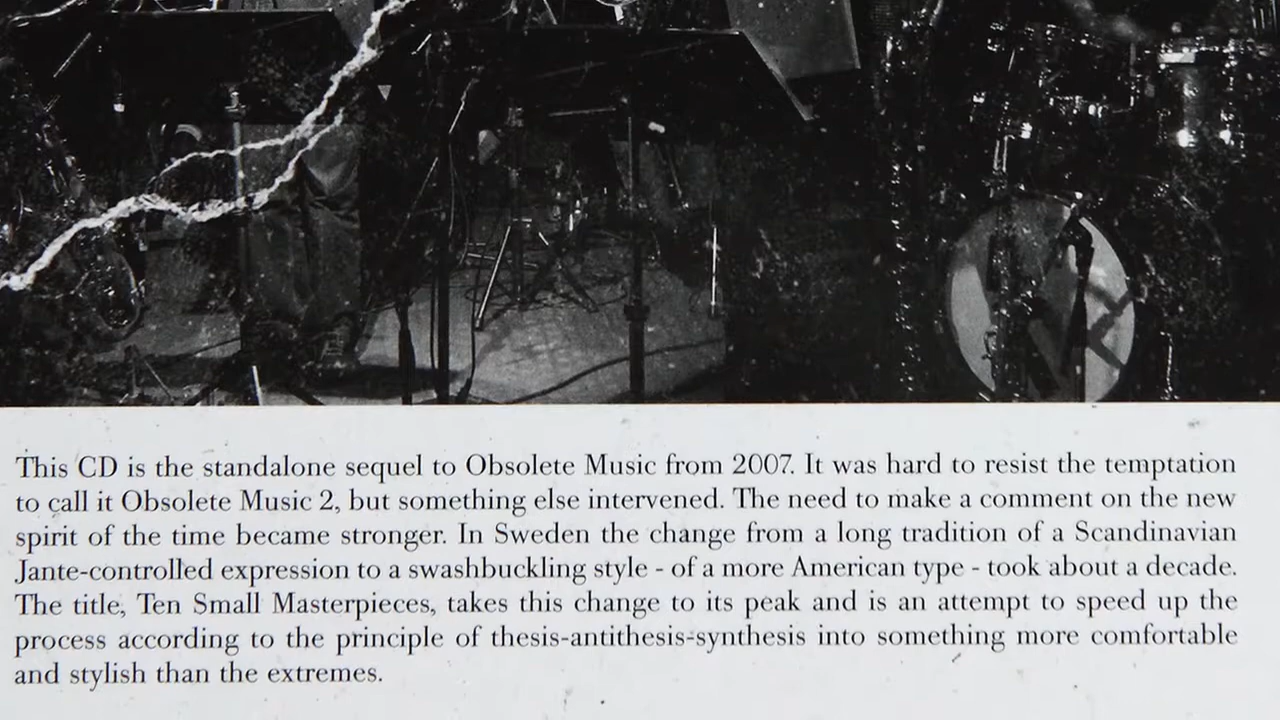 This CD is the standalone sequel to Obsolete Music from 2007. It was hard to resist the temptation
to call it Obsolete Music 2, but something else intervened. The need to make a comment on the new
spirit of the time became stronger. In Sweden the change from a long tradition of a Scandinavian
Jante-controlled expression to a swashbuckling style - of a more American type - took about a decade.
The title, Ten Small Masterpieces, takes this change to its peak and is an attempt to speed up the
process according to the principle of thesis-antithesis-synthesis into something more comfortable
and stylish than the extremes.